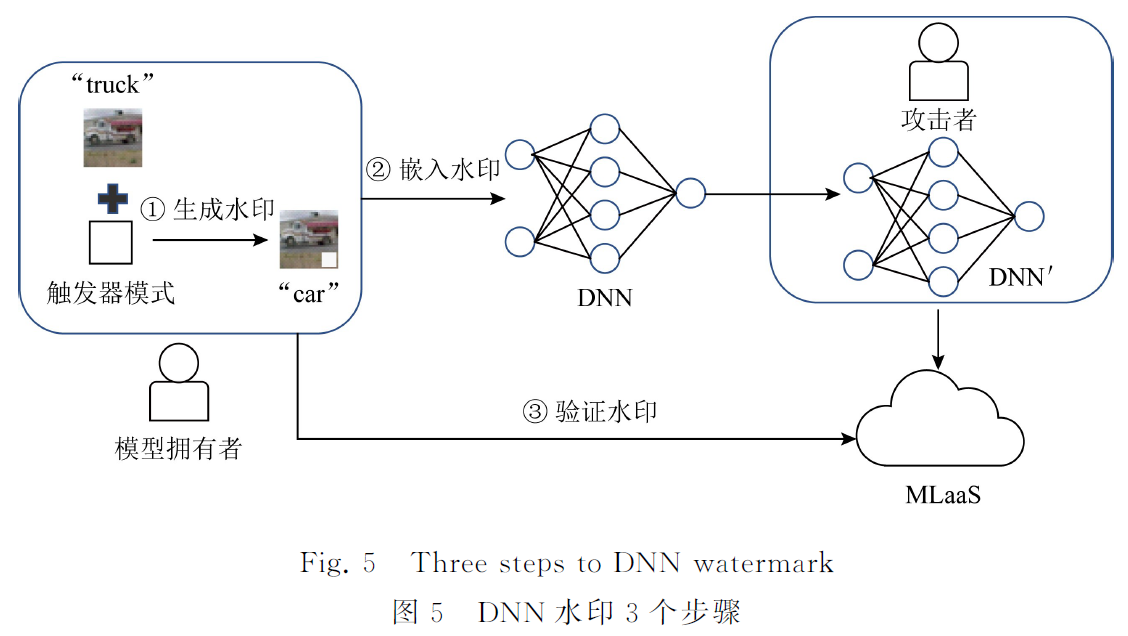 “truck”
① 生成水印
触发器模式
“car”
模型拥有者
② 嵌入水印
DNN
攻击者
DNN′
③ 验证水印
MLaaS
Fig. 5 Three steps to DNN watermark
图 5 DNN 水印 3 个步骤